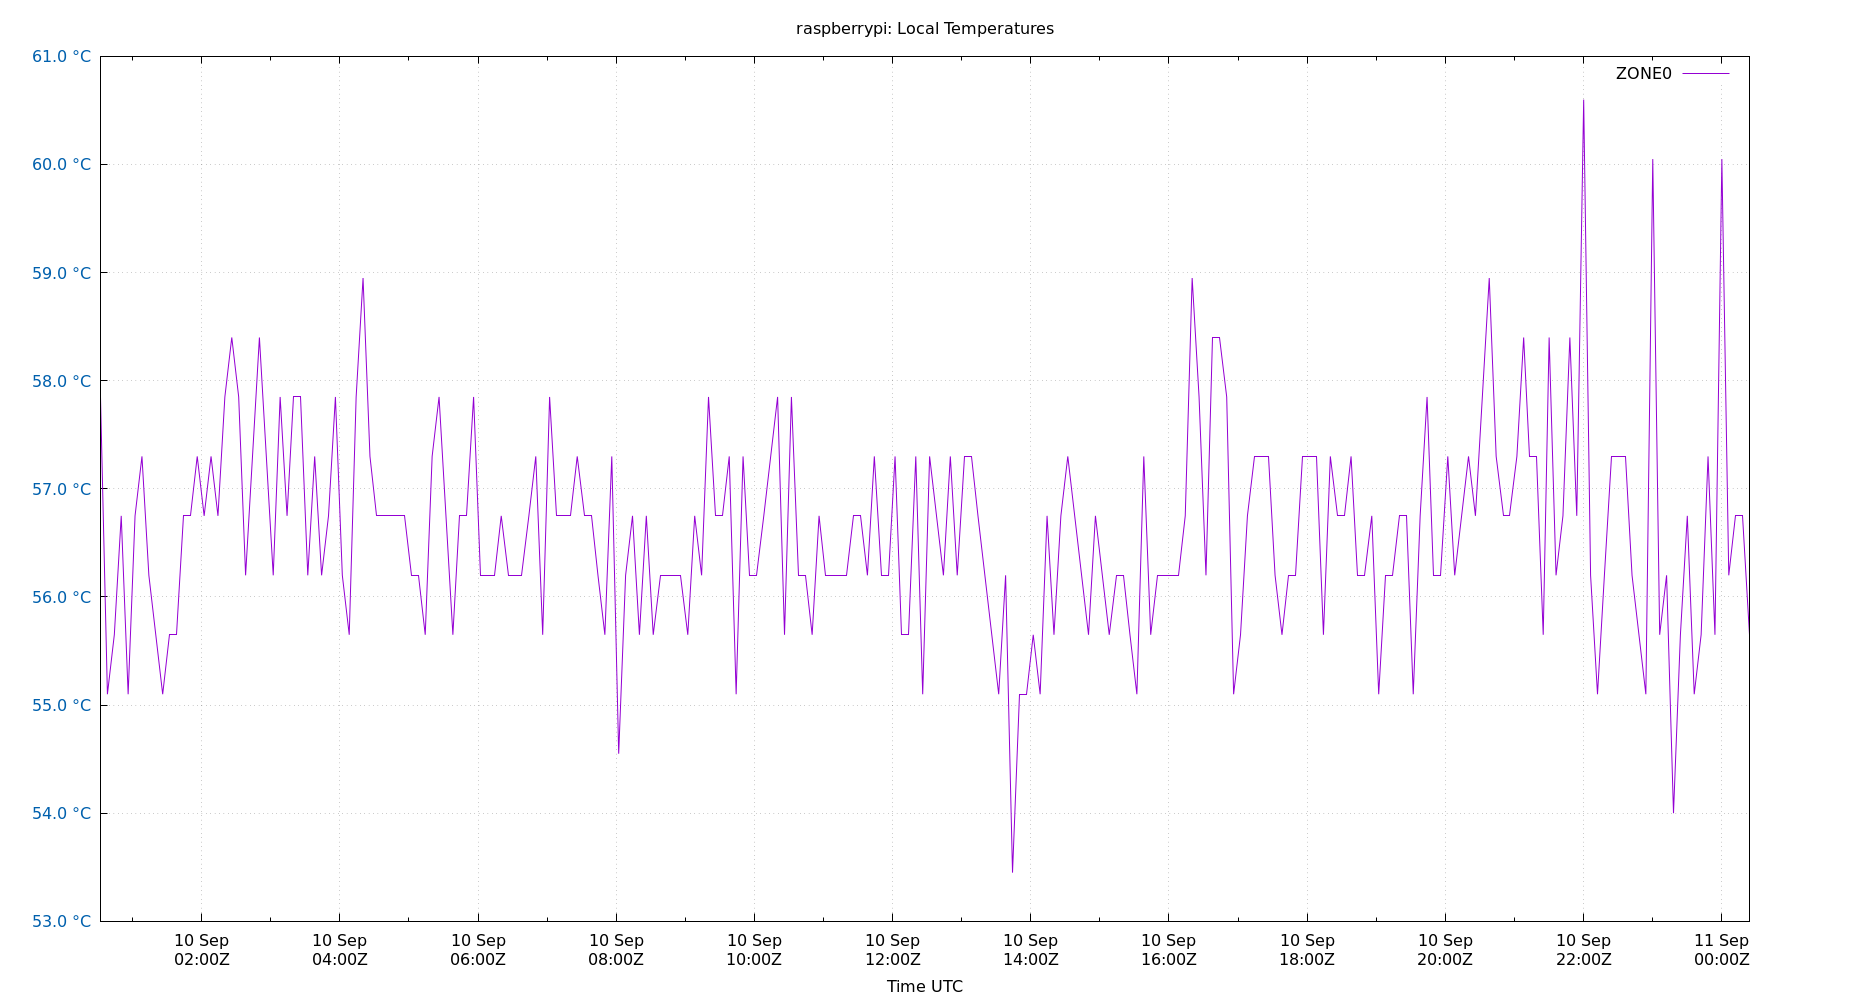 raspberrypi: Local Temperatures
61.0 °C
ZONE0
60.0 °C
59.0 °C
58.0 °C
57.0 °C
56.0 °C
55.0 °C
54.0 °C
53.0 °C
10 Sep 10 Sep 10 Sep 10 Sep 10 Sep 10 Sep 10 Sep 10 Sep 10 Sep 10 Sep 10 Sep 11 Sep
02:00Z 04:00Z 06:00Z 08:00Z 10:00Z 12:00Z 14:00Z 16:00Z 18:00Z 20:00Z 22:00Z 00:00Z
Time UTC